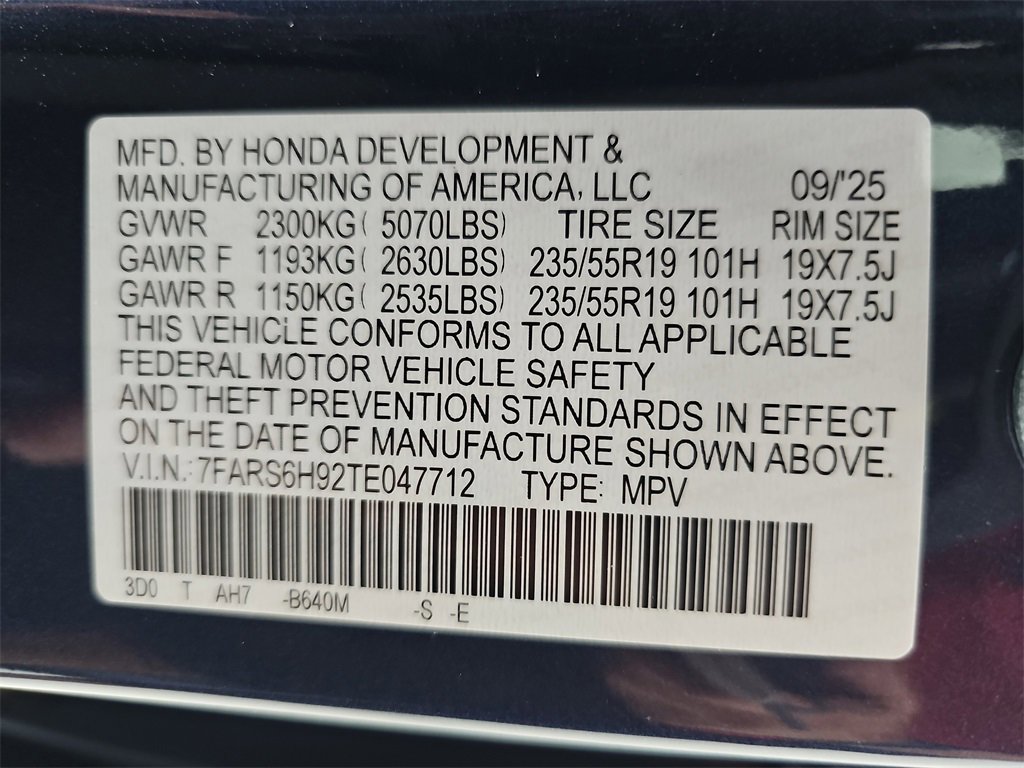 MFD. BY HONDA DEVELOPMENT &
MANUFACTURING OF AMERICA, LLC 09/'25
GVWR 2300KG( 5070LBS) TIRE SIZE RIM SIZE
GAWR F 1193KG( 2630LBS) 235/55R19 101H 19X7.5J
GAWR R 1150KG( 2535LBS) 235/55R19 101H 19X7.5J
THIS VEHICLE CONFORMS TO ALL APPLICABLE
FEDERAL MOTOR VEHICLE SAFETY
AND THEFT PREVENTION STANDARDS IN EFFECT
ON THE DATE OF MANUFACTURE SHOWN ABOVE.
V.I.N.: 7FARS6H92TE047712 TYPE: MPV
3D0 T AH7 -B640M -S -E